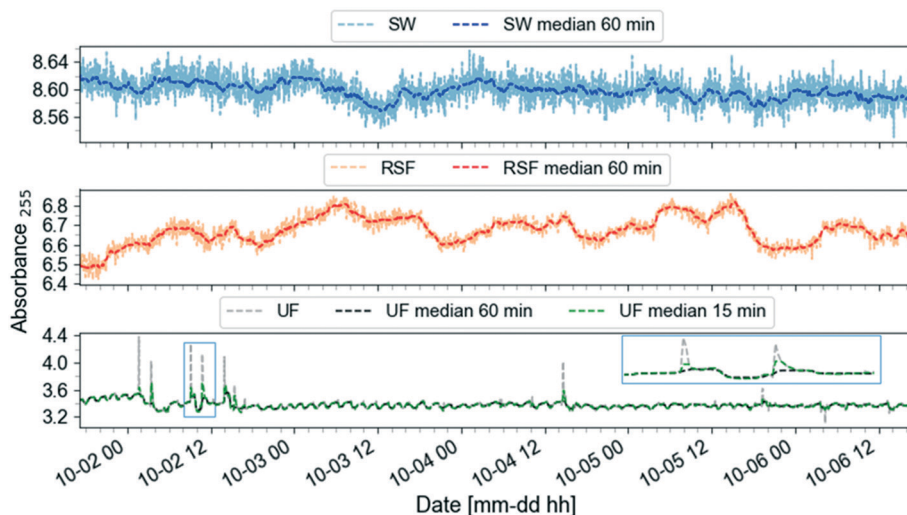 SW SW median 60 min
8.64
8.60
8.56
RSF RSF median 60 min
6.8
6.7
6.6
6.5
6.4
UF UF median 60 min UF median 15 min
4.4
4.0
3.6
3.2
Absorbance 255
10-02 00 10-02 12 10-03 00 10-03 12 10-04 00 10-04 12 10-05 00 10-05 12 10-06 00 10-06 12
Date [mm-dd hh]